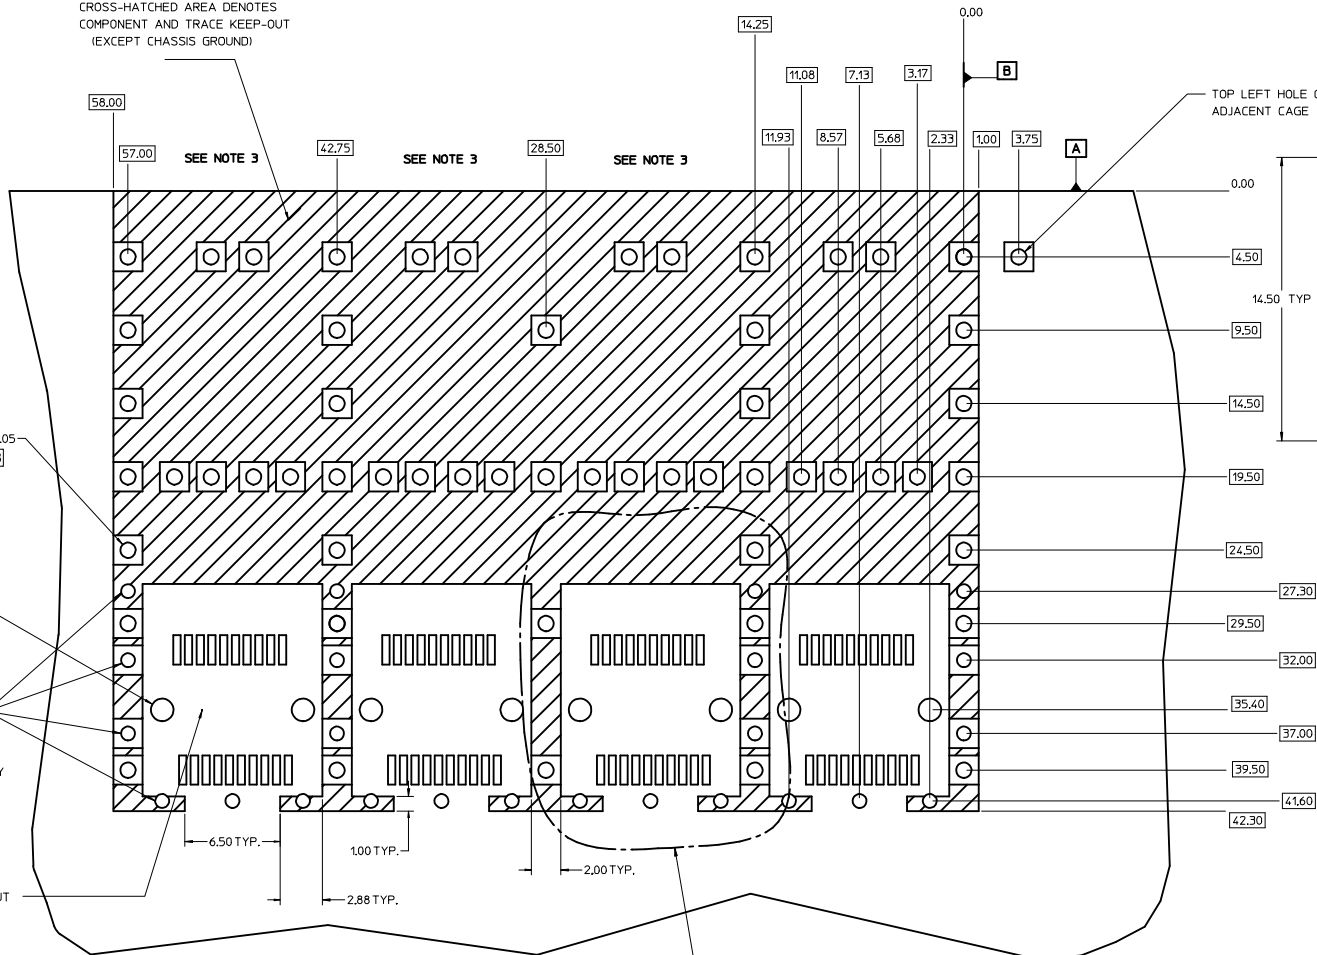 CROSS-HATCHED AREA DENOTES
COMPONENT AND TRACE KEEP-OUT
(EXCEPT CHASSIS GROUND)
0.00
14.25
B
11.08
7.13
3.17
58.00
TOP LEFT HOLE
ADJACENT CAGE
57.00
SEE NOTE 3
42.75
SEE NOTE 3
28.50
SEE NOTE 3
11.93
8.57
5.68
2.33
1.00
3.75
A
0.00
4.50
14.50 TYP
9.50
14.50
.05
19.50
24.50
27.30
29.50
32.00
35.40
37.00
39.50
41.60
42.30
6.50 TYP.
1.00 TYP.
2.00 TYP.
2.88 TYP.